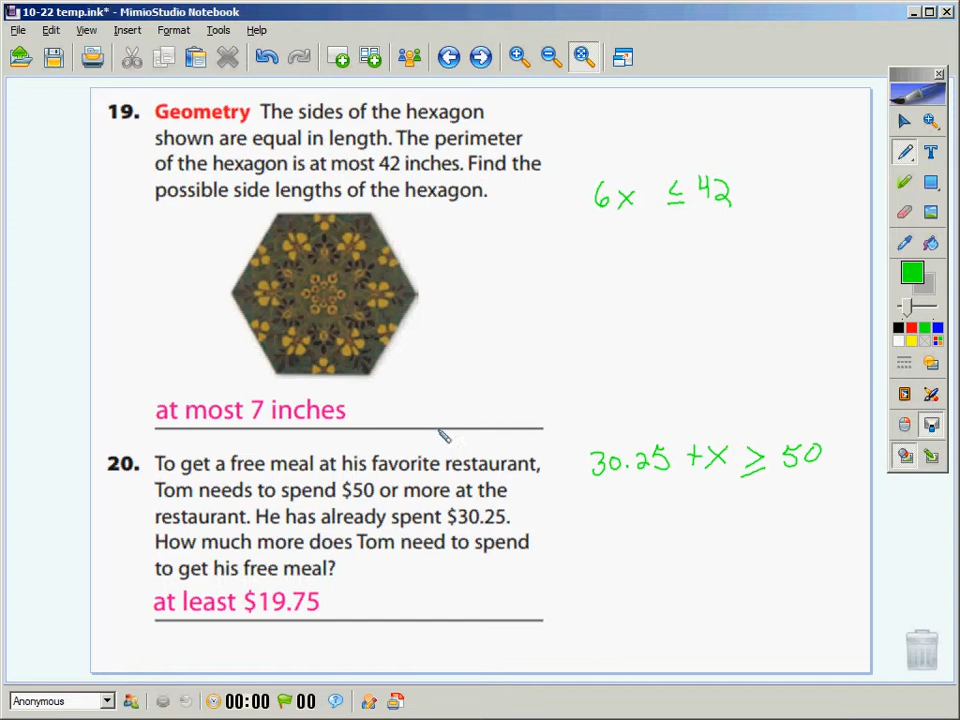 10-22 temp.ink* - MimioStudio Notebook
File Edit View Insert Format Tools Help
19. Geometry The sides of the hexagon
shown are equal in length. The perimeter
of the hexagon is at most 42 inches. Find the
possible side lengths of the hexagon.
6x ≤ 42
at most 7 inches
20. To get a free meal at his favorite restaurant,
Tom needs to spend $50 or more at the
restaurant. He has already spent $30.25.
How much more does Tom need to spend
to get his free meal?
30.25 + x ≥ 50
at least $19.75
Anonymous 00:00 00